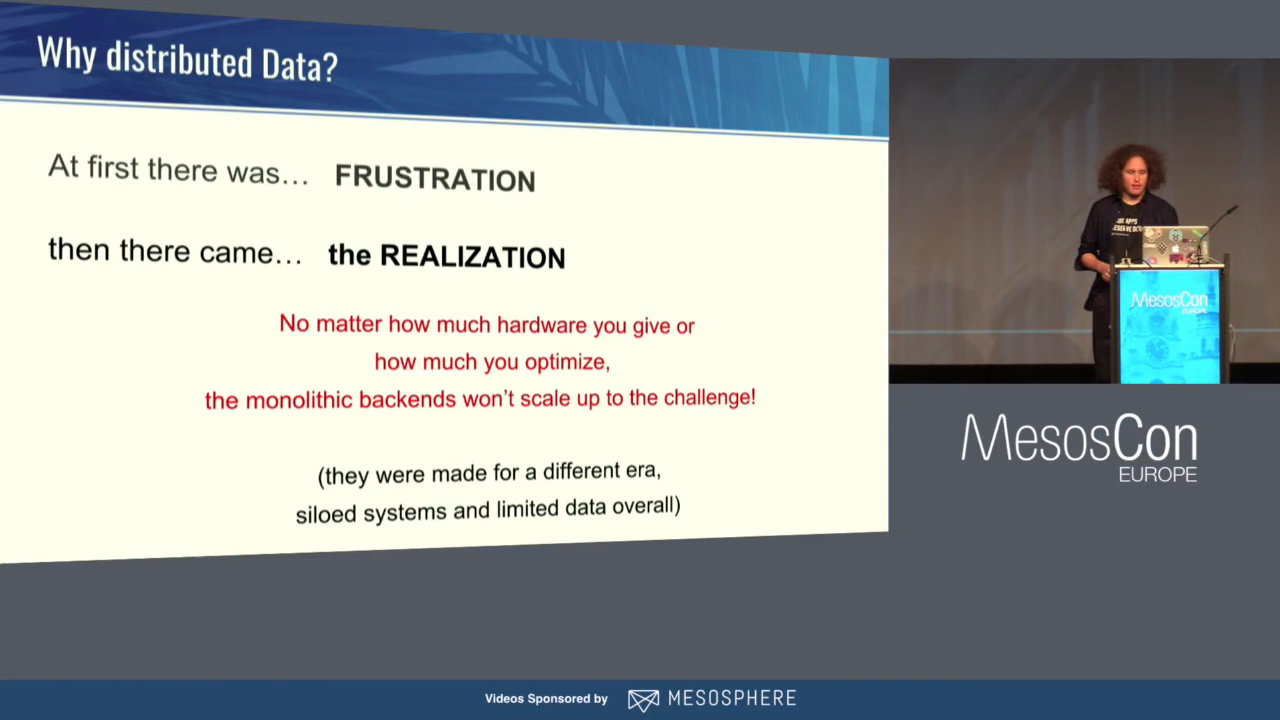 Why distributed Data?
At first there was… FRUSTRATION
then there came… the REALIZATION
No matter how much hardware you give or
how much you optimize,
the monolithic backends won't scale up to the challenge!
(they were made for a different era,
siloed systems and limited data overall)
MesosCon
EUROPE
MesosCon
EUROPE
Videos Sponsored by MESOSPHERE